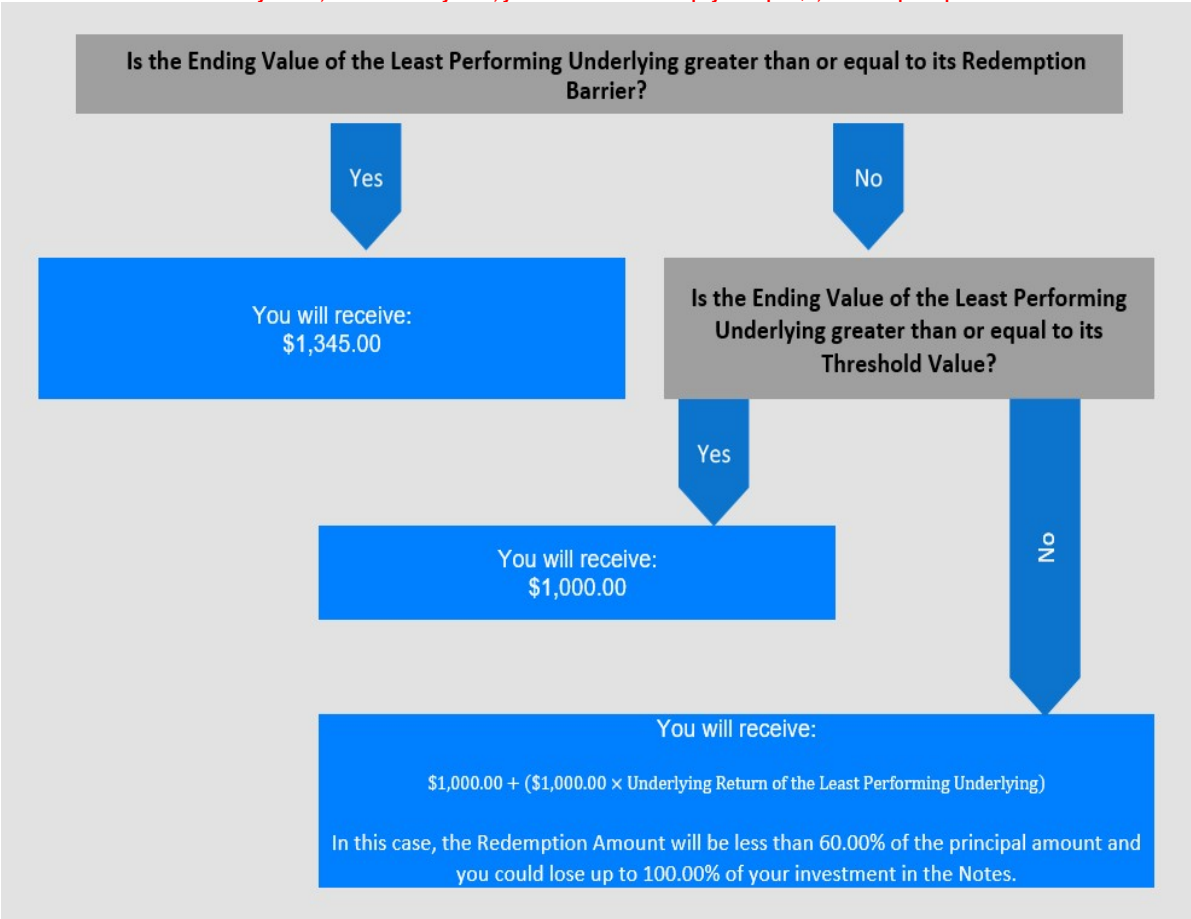 Is the Ending Value of the Least Performing Underlying greater than or equal to its Redemption
Barrier?
Yes
No
You will receive:
$1,345.00
Is the Ending Value of the Least Performing
Underlying greater than or equal to its
Threshold Value?
Yes
No
You will receive:
$1,000.00
You will receive:
$1,000.00 + ($1,000.00 × Underlying Return of the Least Performing Underlying)
In this case, the Redemption Amount will be less than 60.00% of the principal amount and
you could lose up to 100.00% of your investment in the Notes.